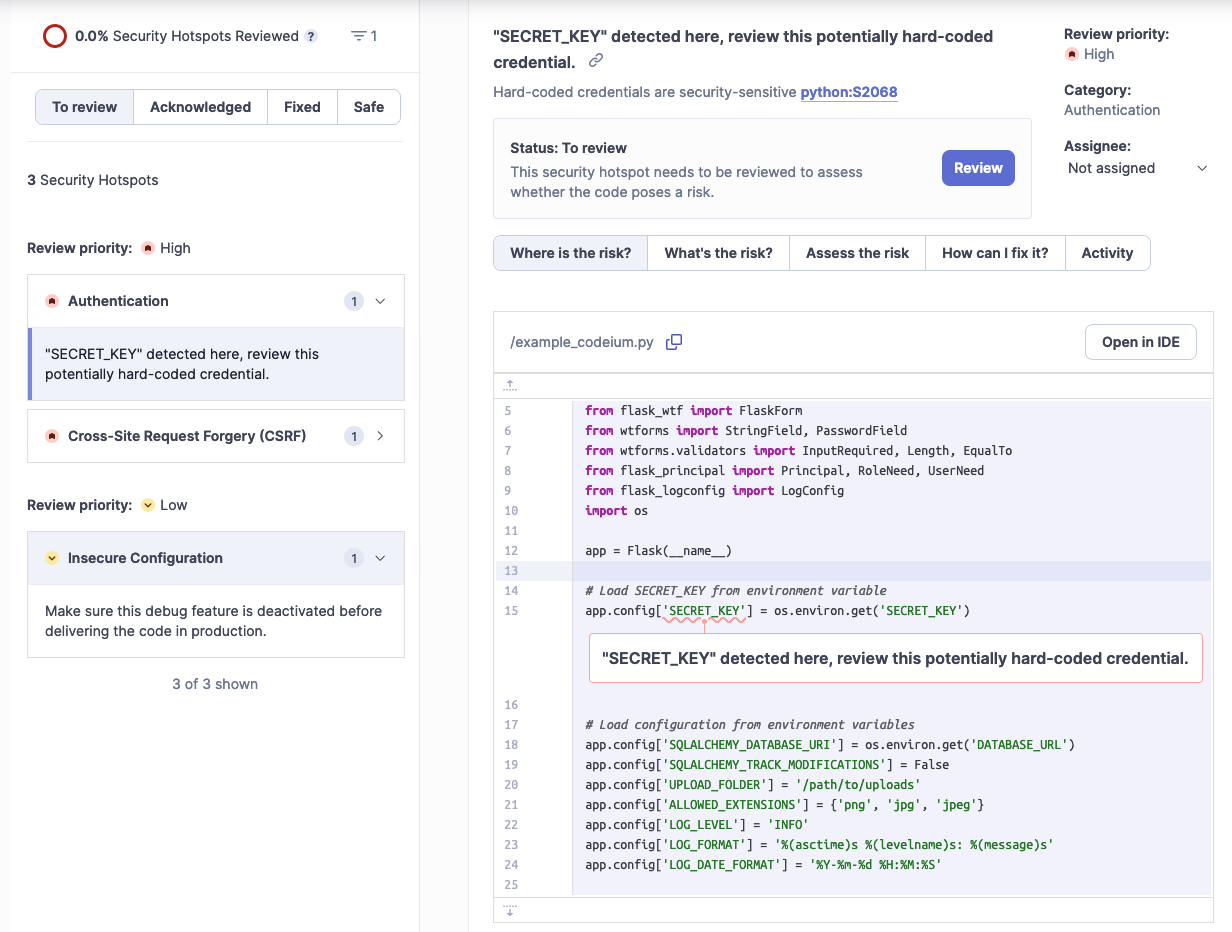 0.0% Security Hotspots Reviewed ?
1
To review Acknowledged Fixed Safe
3 Security Hotspots
Review priority: High
Authentication 1
"SECRET_KEY" detected here, review this
potentially hard-coded credential.
Cross-Site Request Forgery (CSRF) 1
Review priority: Low
Insecure Configuration 1
Make sure this debug feature is deactivated before
delivering the code in production.
3 of 3 shown
"SECRET_KEY" detected here, review this potentially hard-coded
credential.
Hard-coded credentials are security-sensitive python:S2068
Status: To review
This security hotspot needs to be reviewed to assess
whether the code poses a risk.
Review
Review priority:
High
Category:
Authentication
Assignee:
Not assigned
Where is the risk? What's the risk? Assess the risk How can I fix it? Activity
/example_codeium.py Open in IDE
5 from flask_wtf import FlaskForm
6 from wtforms import StringField, PasswordField
7 from wtforms.validators import InputRequired, Length, EqualTo
8 from flask_principal import Principal, RoleNeed, UserNeed
9 from flask_logconfig import LogConfig
10 import os
11
12 app = Flask(__name__)
13
14 # Load SECRET_KEY from environment variable
15 app.config['SECRET_KEY'] = os.environ.get('SECRET_KEY')
"SECRET_KEY" detected here, review this potentially hard-coded credential.
16
17 # Load configuration from environment variables
18 app.config['SQLALCHEMY_DATABASE_URI'] = os.environ.get('DATABASE_URL')
19 app.config['SQLALCHEMY_TRACK_MODIFICATIONS'] = False
20 app.config['UPLOAD_FOLDER'] = '/path/to/uploads'
21 app.config['ALLOWED_EXTENSIONS'] = {'png', 'jpg', 'jpeg'}
22 app.config['LOG_LEVEL'] = 'INFO'
23 app.config['LOG_FORMAT'] = '%(asctime)s %(levelname)s: %(message)s'
24 app.config['LOG_DATE_FORMAT'] = '%Y-%m-%d %H:%M:%S'
25